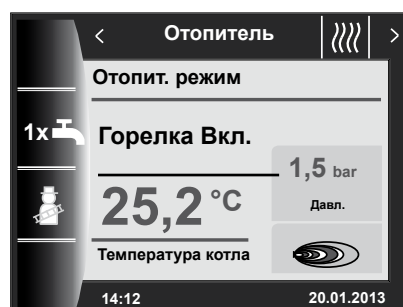 < Отопитель >
Отопит. режим
1x
Горелка Вкл.
1,5 bar
Давл.
25,2 °C
Температура котла
14:12 20.01.2013